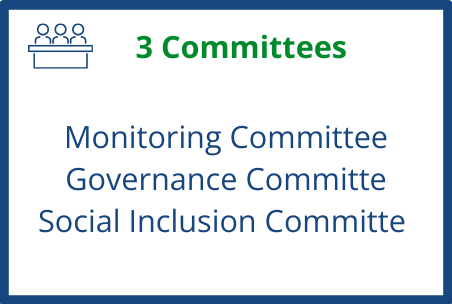 3 Committees
Monitoring Committee
Governance Committe
Social Inclusion Committe